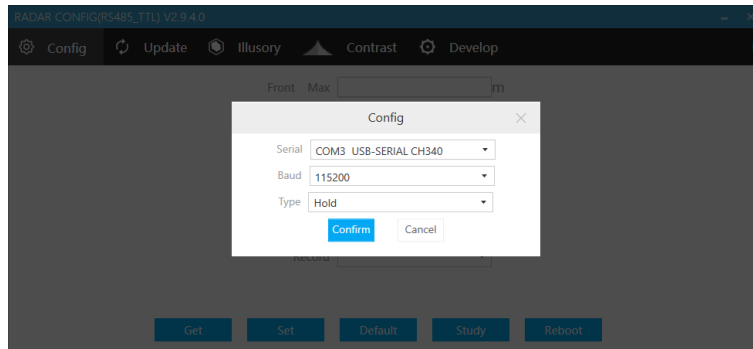 RADAR CONFIG(RS485_TTL) V2.9.4.0
Config Update Illusory Contrast Develop
Front Max m
Config
Serial COM3 USB-SERIAL CH340
Baud 115200
Type Hold
Confirm Cancel
Record
Get Set Default Study Reboot